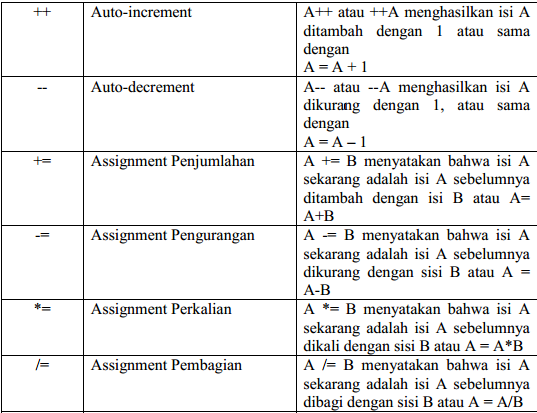 ++ Auto-increment A++ atau ++A menghasilkan isi A
ditambah dengan 1 atau sama
dengan
A = A + 1
-- Auto-decrement A-- atau --A menghasilkan isi A
dikurang dengan 1, atau sama
dengan
A = A – 1
+= Assignment Penjumlahan A += B menyatakan bahwa isi A
sekarang adalah isi A sebelumnya
ditambah dengan isi B atau A=
A+B
-= Assignment Pengurangan A -= B menyatakan bahwa isi A
sekarang adalah isi A sebelumnya
dikurang dengan sisi B atau A =
A-B
*= Assignment Perkalian A *= B menyatakan bahwa isi A
sekarang adalah isi A sebelumnya
dikali dengan sisi B atau A = A*B
/= Assignment Pembagian A /= B menyatakan bahwa isi A
sekarang adalah isi A sebelumnya
dibagi dengan sisi B atau A = A/B